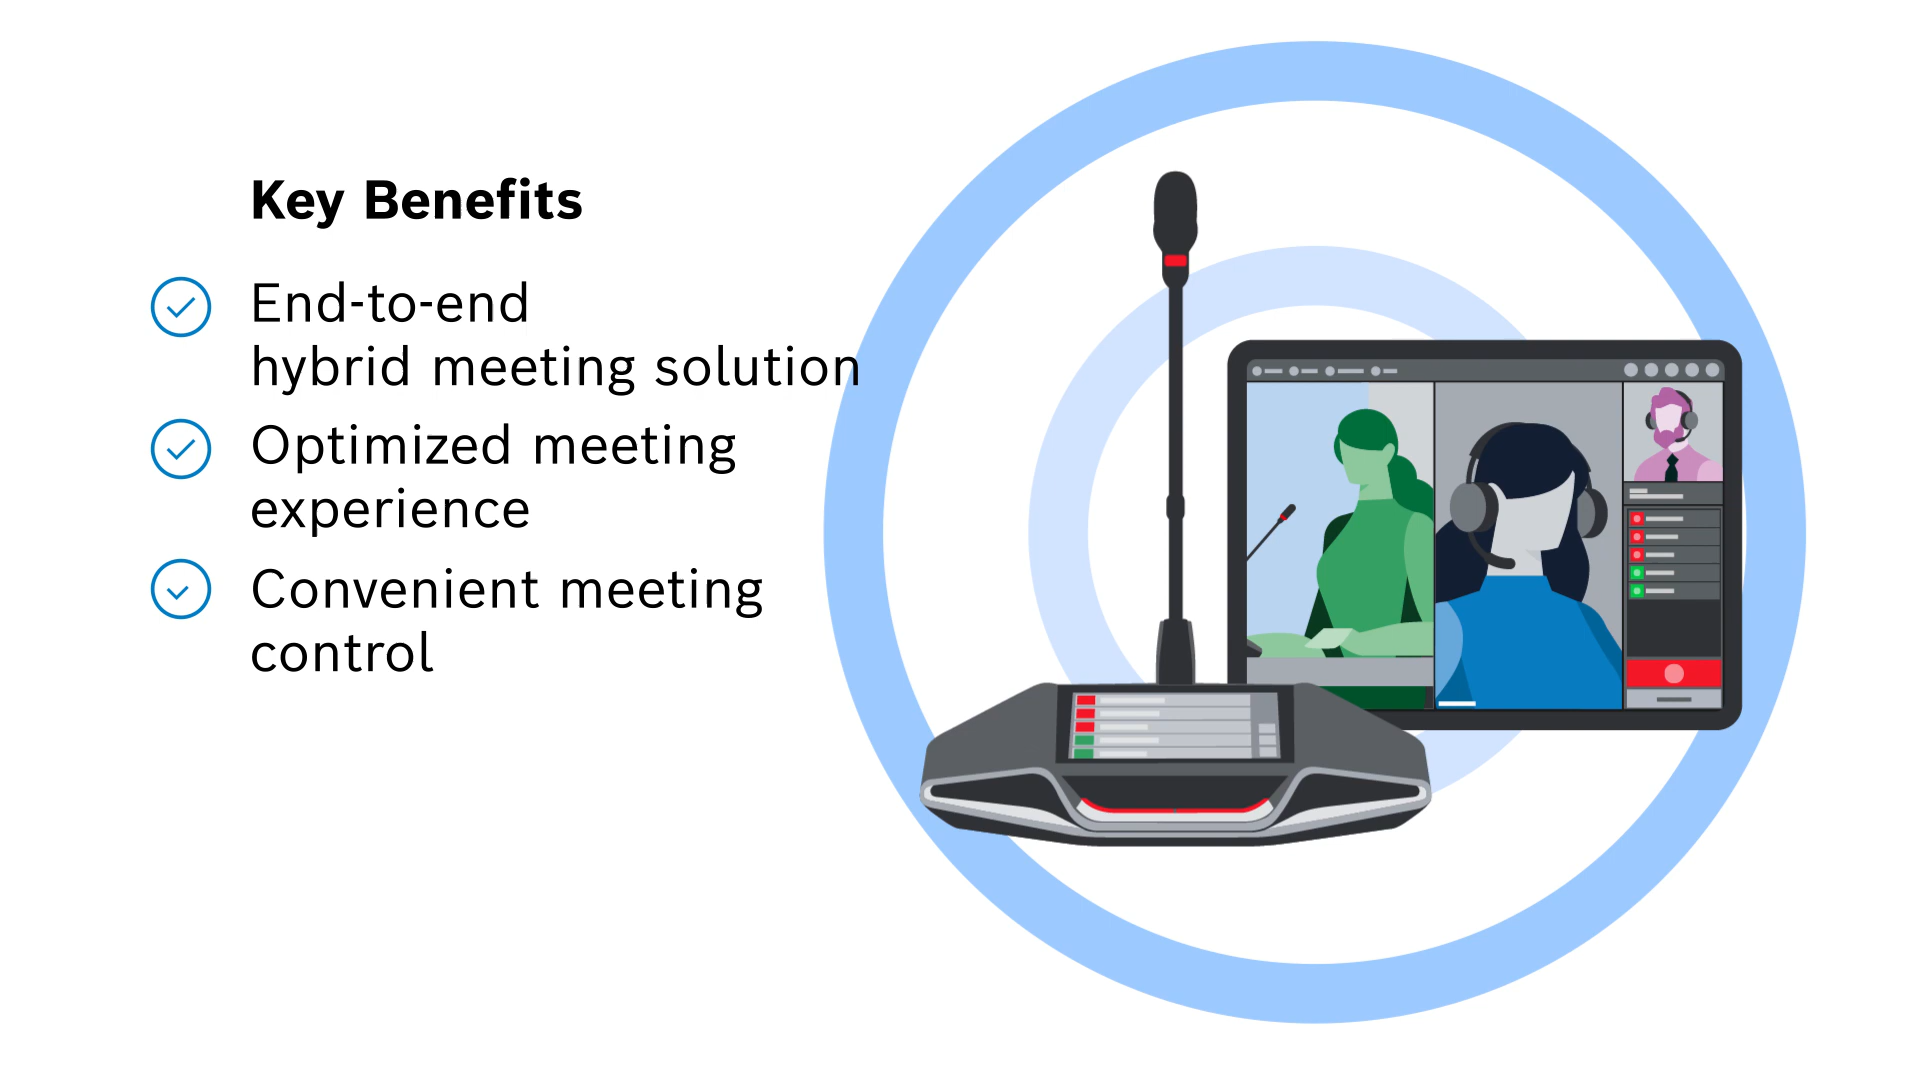 Key Benefits
End-to-end
hybrid meeting solution
Optimized meeting
experience
Convenient meeting
control